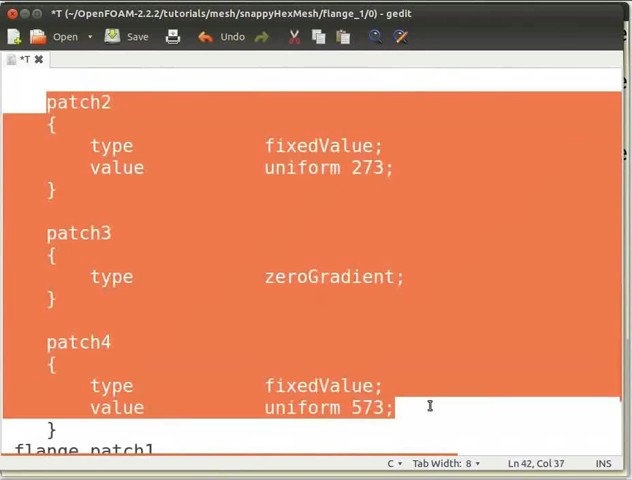 *T (~/OpenFOAM-2.2.2/tutorials/mesh/snappyHexMesh/flange_1/0) - gedit
Open Save Undo
*T
patch2
{
type fixedValue;
value uniform 273;
}
patch3
{
type zeroGradient;
}
patch4
{
type fixedValue;
value uniform 573;
}
flange_patch1
C Tab Width: 8 Ln 42, Col 37 INS